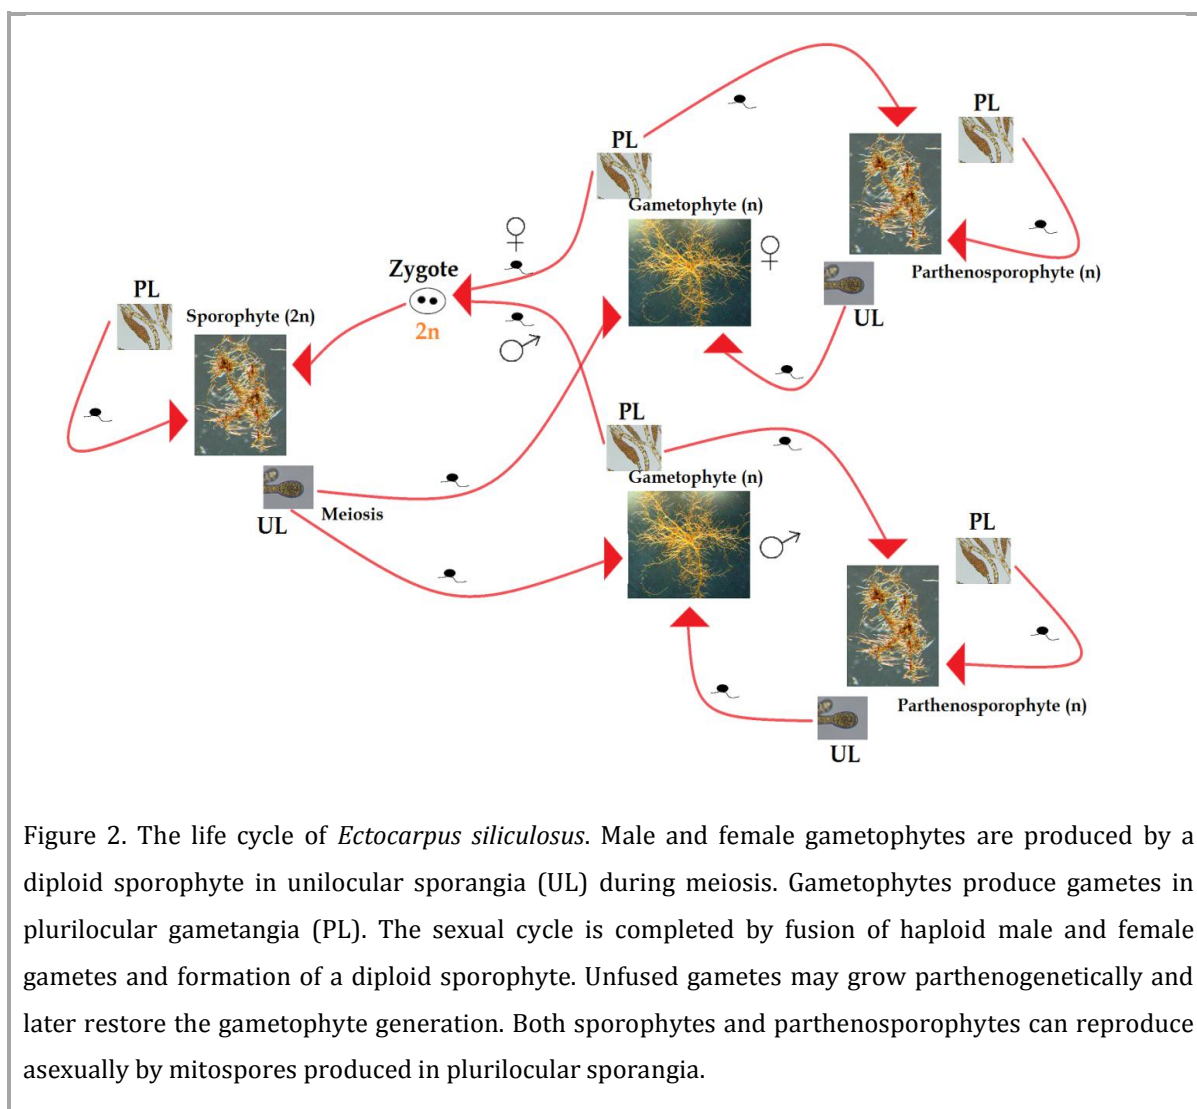 PL
PL
Gametophyte (n)
Zygote
2n
Parthenosporophyte (n)
UL
PL
Sporophyte (2n)
PL
Gametophyte (n)
UL
Meiosis
PL
Parthenosporophyte (n)
UL
Figure 2. The life cycle of Ectocarpus siliculosus. Male and female gametophytes are produced by a
diploid sporophyte in unilocular sporangia (UL) during meiosis. Gametophytes produce gametes in
plurilocular gametangia (PL). The sexual cycle is completed by fusion of haploid male and female
gametes and formation of a diploid sporophyte. Unfused gametes may grow parthenogenetically and
later restore the gametophyte generation. Both sporophytes and parthenosporophytes can reproduce
asexually by mitospores produced in plurilocular sporangia.